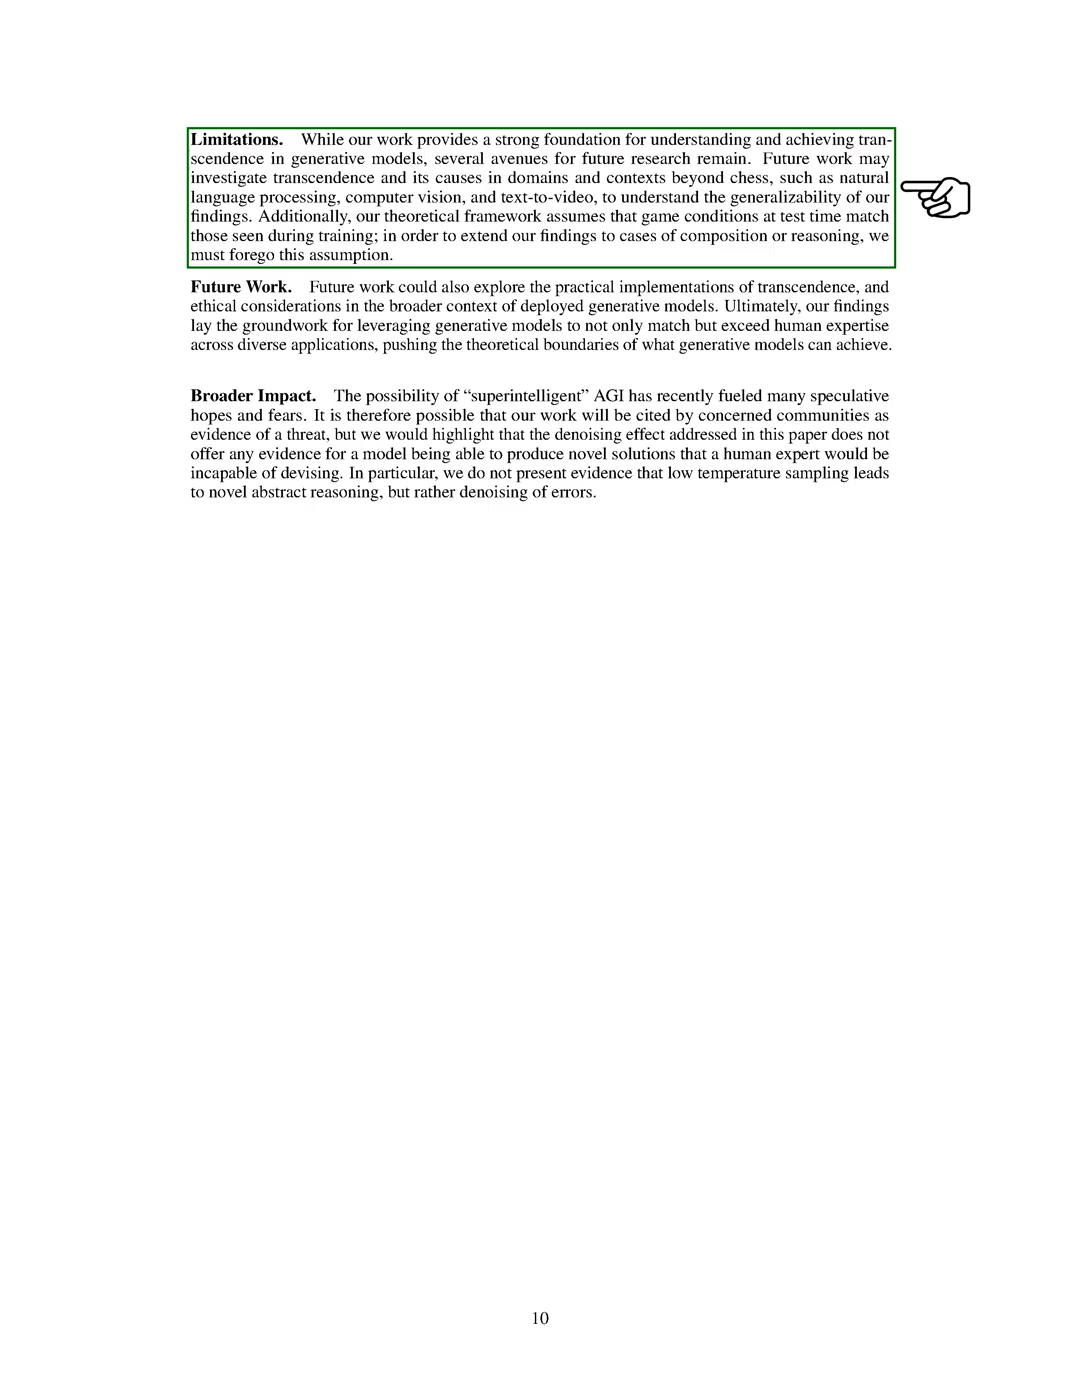 Limitations. While our work provides a strong foundation for understanding and achieving tran-
scendence in generative models, several avenues for future research remain. Future work may
investigate transcendence and its causes in domains and contexts beyond chess, such as natural
language processing, computer vision, and text-to-video, to understand the generalizability of our
findings. Additionally, our theoretical framework assumes that game conditions at test time match
those seen during training; in order to extend our findings to cases of composition or reasoning, we
must forego this assumption.
Future Work. Future work could also explore the practical implementations of transcendence, and
ethical considerations in the broader context of deployed generative models. Ultimately, our findings
lay the groundwork for leveraging generative models to not only match but exceed human expertise
across diverse applications, pushing the theoretical boundaries of what generative models can achieve.
Broader Impact. The possibility of “superintelligent” AGI has recently fueled many speculative
hopes and fears. It is therefore possible that our work will be cited by concerned communities as
evidence of a threat, but we would highlight that the denoising effect addressed in this paper does not
offer any evidence for a model being able to produce novel solutions that a human expert would be
incapable of devising. In particular, we do not present evidence that low temperature sampling leads
to novel abstract reasoning, but rather denoising of errors.
10